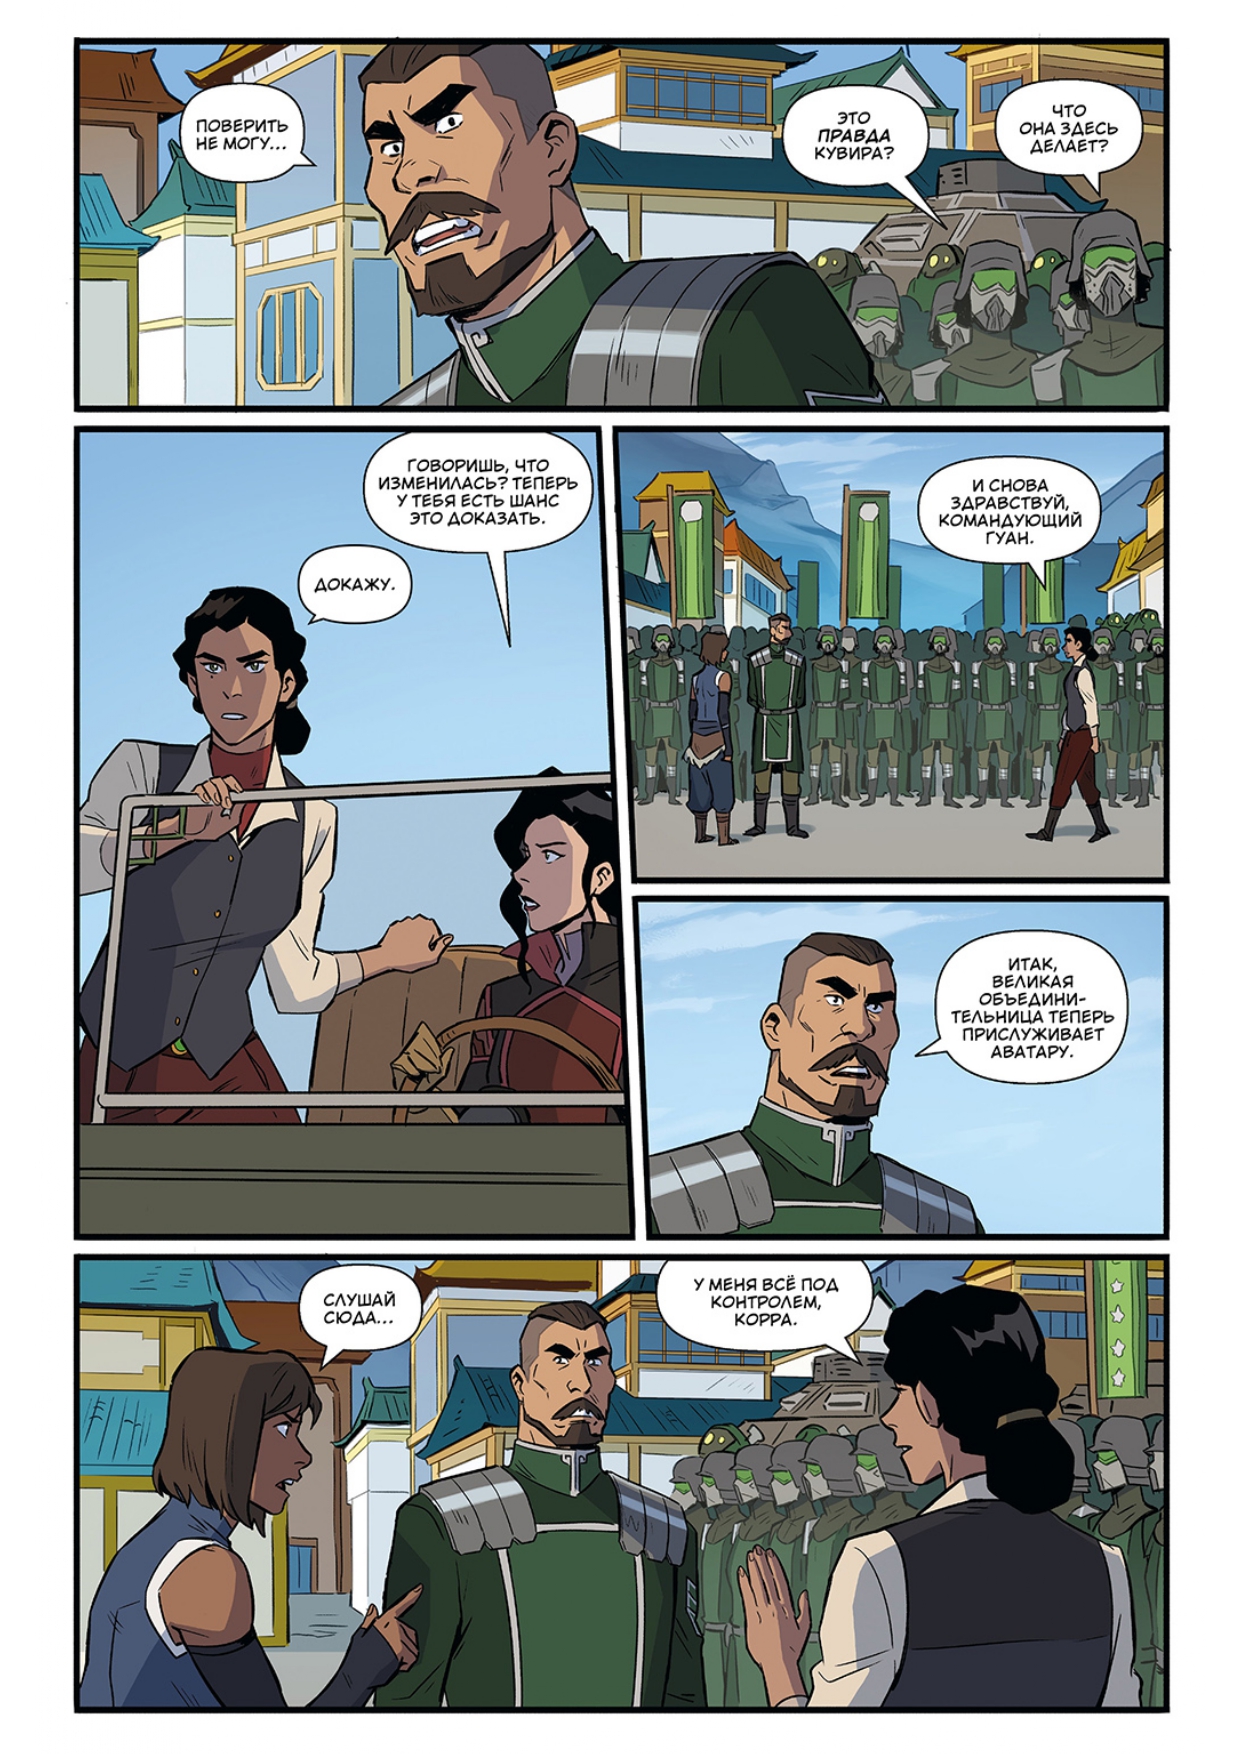 ПОВЕРИТЬ
НЕ МОГУ...
ЭТО
ПРАВДА
КУВИРА?
ЧТО
ОНА ЗДЕСЬ
ДЕЛАЕТ?
ГОВОРИШЬ, ЧТО
ИЗМЕНИЛАСЬ? ТЕПЕРЬ
У ТЕБЯ ЕСТЬ ШАНС
ЭТО ДОКАЗАТЬ.
ДОКАЖУ.
И СНОВА
ЗДРАВСТВУЙ,
КОМАНДУЮЩИЙ
ГУАН.
ИТАК,
ВЕЛИКАЯ
ОБЪЕДИНИ-
ТЕЛЬНИЦА ТЕПЕРЬ
ПРИСЛУЖИВАЕТ
АВАТАРУ.
СЛУШАЙ
СЮДА...
У МЕНЯ ВСЁ ПОД
КОНТРОЛЕМ,
КОРРА.